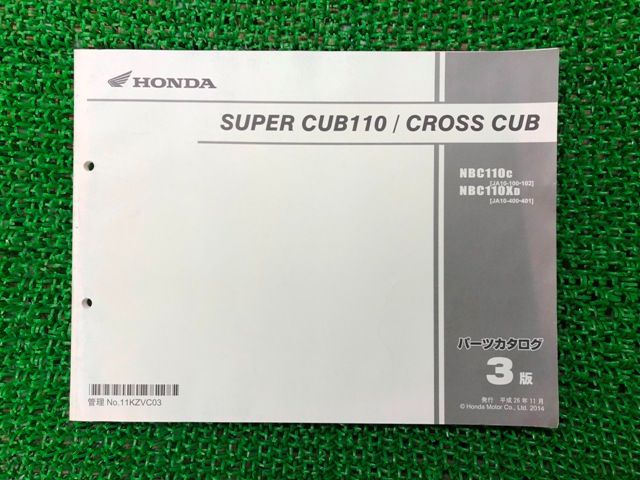 HONDA
SUPER CUB110 / CROSS CUB
NBC110C
[JA10-100-102]
NBC110XD
[JA10-400-401]
パーツカタログ
3版
発行 平成26年11月
© Honda Motor Co., Ltd. 2014
管理 No.11KZVC03